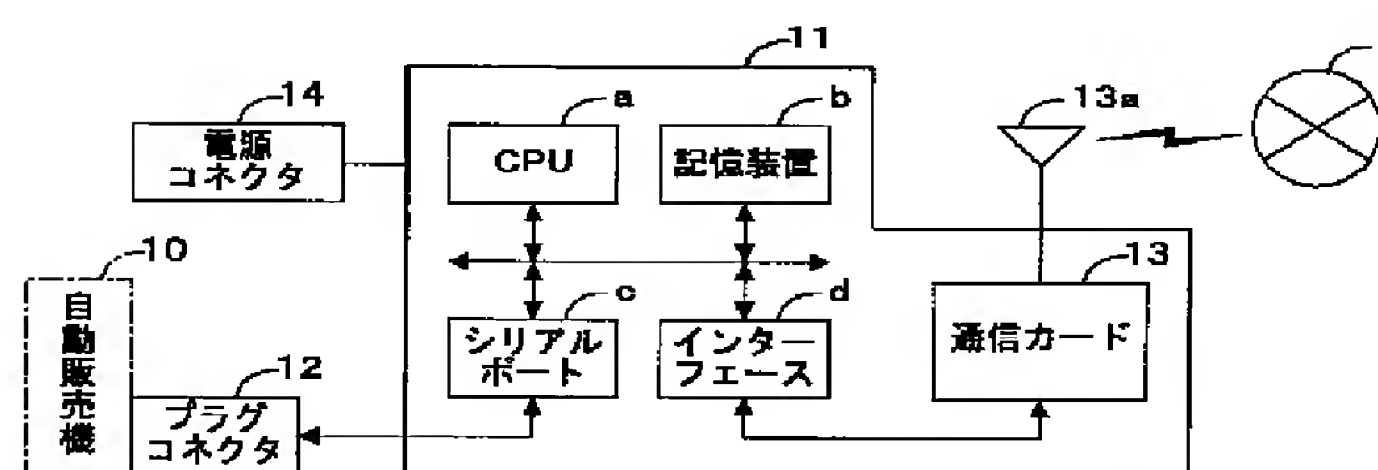 11
14
a
b
13a
電源
コネクタ
CPU
記憶装置
10
13
自動販売機
c
d
シリアル
ポート
インター
フェース
通信カード
12
プラグ
コネクタ